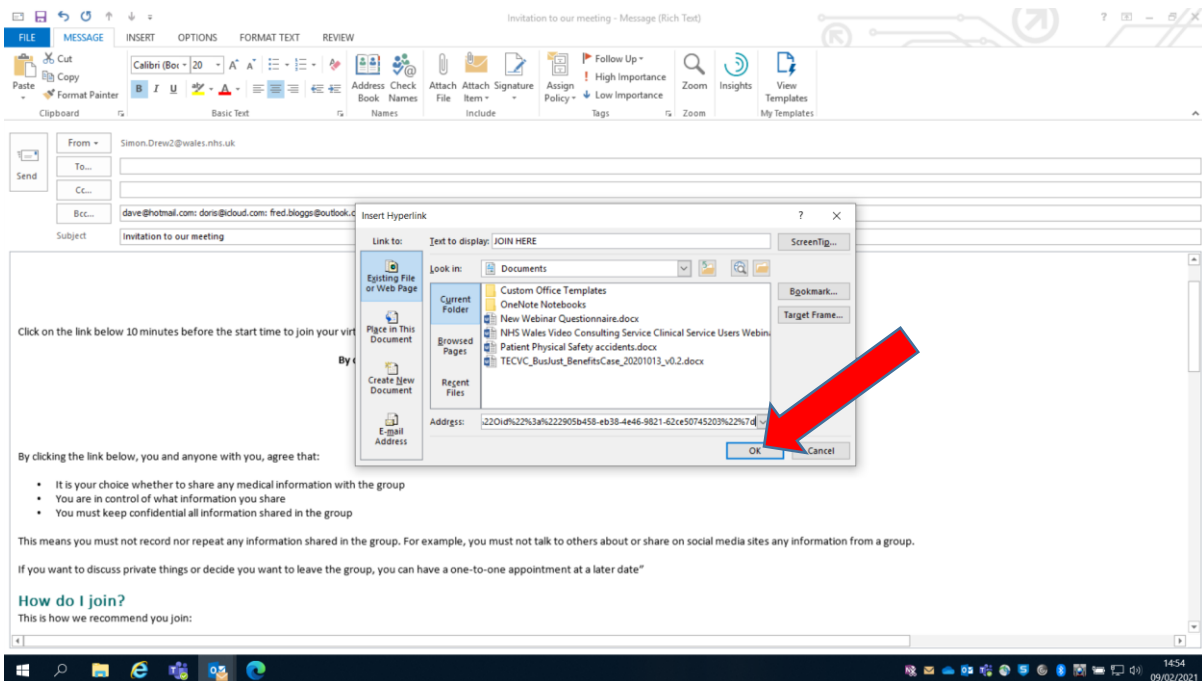 Invitation to our meeting - Message (Rich Text)
FILE MESSAGE INSERT OPTIONS FORMAT TEXT REVIEW
Paste
Cut
Copy
Format Painter
Clipboard
Calibri (Boc 20
B I U
Basic Text
Address Book
Check Names
Names
Attach File
Attach Item
Signature
Include
Assign Policy
Follow Up
High Importance
Low Importance
Tags
Zoom
Zoom
Insights
View Templates
My Templates
Send
From Simon.Drew2@wales.nhs.uk
To...
Cc...
Bcc... dave@hotmail.com: doris@icloud.com: fred.bloggs@outlook.c
Subject Invitation to our meeting
Click on the link below 10 minutes before the start time to join your virt
By c
By clicking the link below, you and anyone with you, agree that:
• It is your choice whether to share any medical information with the group
• You are in control of what information you share
• You must keep confidential all information shared in the group
This means you must not record nor repeat any information shared in the group. For example, you must not talk to others about or share on social media sites any information from a group.
If you want to discuss private things or decide you want to leave the group, you can have a one-to-one appointment at a later date”
How do I join?
This is how we recommend you join:
Insert Hyperlink ? ×
Link to:
Text to display: JOIN HERE
ScreenTip...
Existing File or Web Page
Place in This Document
Create New Document
E-mail Address
Look in: Documents
Current Folder
Browsed Pages
Recent Files
Custom Office Templates
OneNote Notebooks
New Webinar Questionnaire.docx
NHS Wales Video Consulting Service Clinical Service Users Webina
Patient Physical Safety accidents.docx
TECVC_BusJust_BenefitsCase_20201013_v0.2.docx
Bookmark...
Target Frame...
Address: 22Oid%22%3a%222905b458-eb38-4e46-9821-62ce50745203%22%7d
OK
Cancel
14:54
09/02/2021